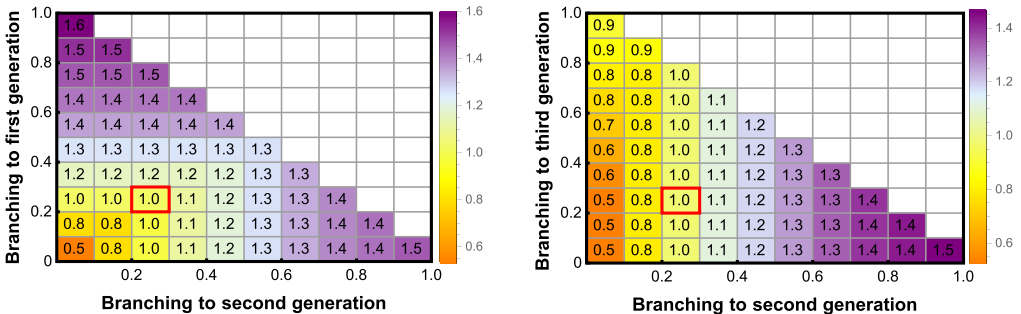 1.0
1.6
1.6
1.5 1.5
1.4
0.8
1.5 1.5 1.5
1.4 1.4 1.4 1.4
1.2
0.6
1.4 1.4 1.4 1.4 1.4
1.3 1.3 1.3 1.3 1.3 1.3
1.0
0.4
1.2 1.2 1.2 1.2 1.2 1.3 1.3
1.0 1.0 1.0 1.1 1.2 1.3 1.3 1.4
0.8
0.2
0.8 0.8 1.0 1.1 1.2 1.3 1.3 1.4 1.4
0.5 0.8 1.0 1.1 1.2 1.3 1.3 1.4 1.4 1.5
0.6
0
0.2 0.4 0.6 0.8 1.0
Branching to first generation
Branching to second generation
1.0
0.9
1.4
0.9 0.9
0.8
0.8 0.8 1.0
1.2
0.8 0.8 1.0 1.1
0.6
0.7 0.8 1.0 1.1 1.2
1.0
0.6 0.8 1.0 1.1 1.2 1.3
0.4
0.6 0.8 1.0 1.1 1.2 1.3 1.3
0.8
0.5 0.8 1.0 1.1 1.2 1.3 1.3 1.4
0.2
0.5 0.8 1.0 1.1 1.2 1.3 1.3 1.4 1.4
0.5 0.8 1.0 1.1 1.2 1.3 1.3 1.4 1.4 1.5
0.6
0
0.2 0.4 0.6 0.8 1.0
Branching to third generation
Branching to second generation